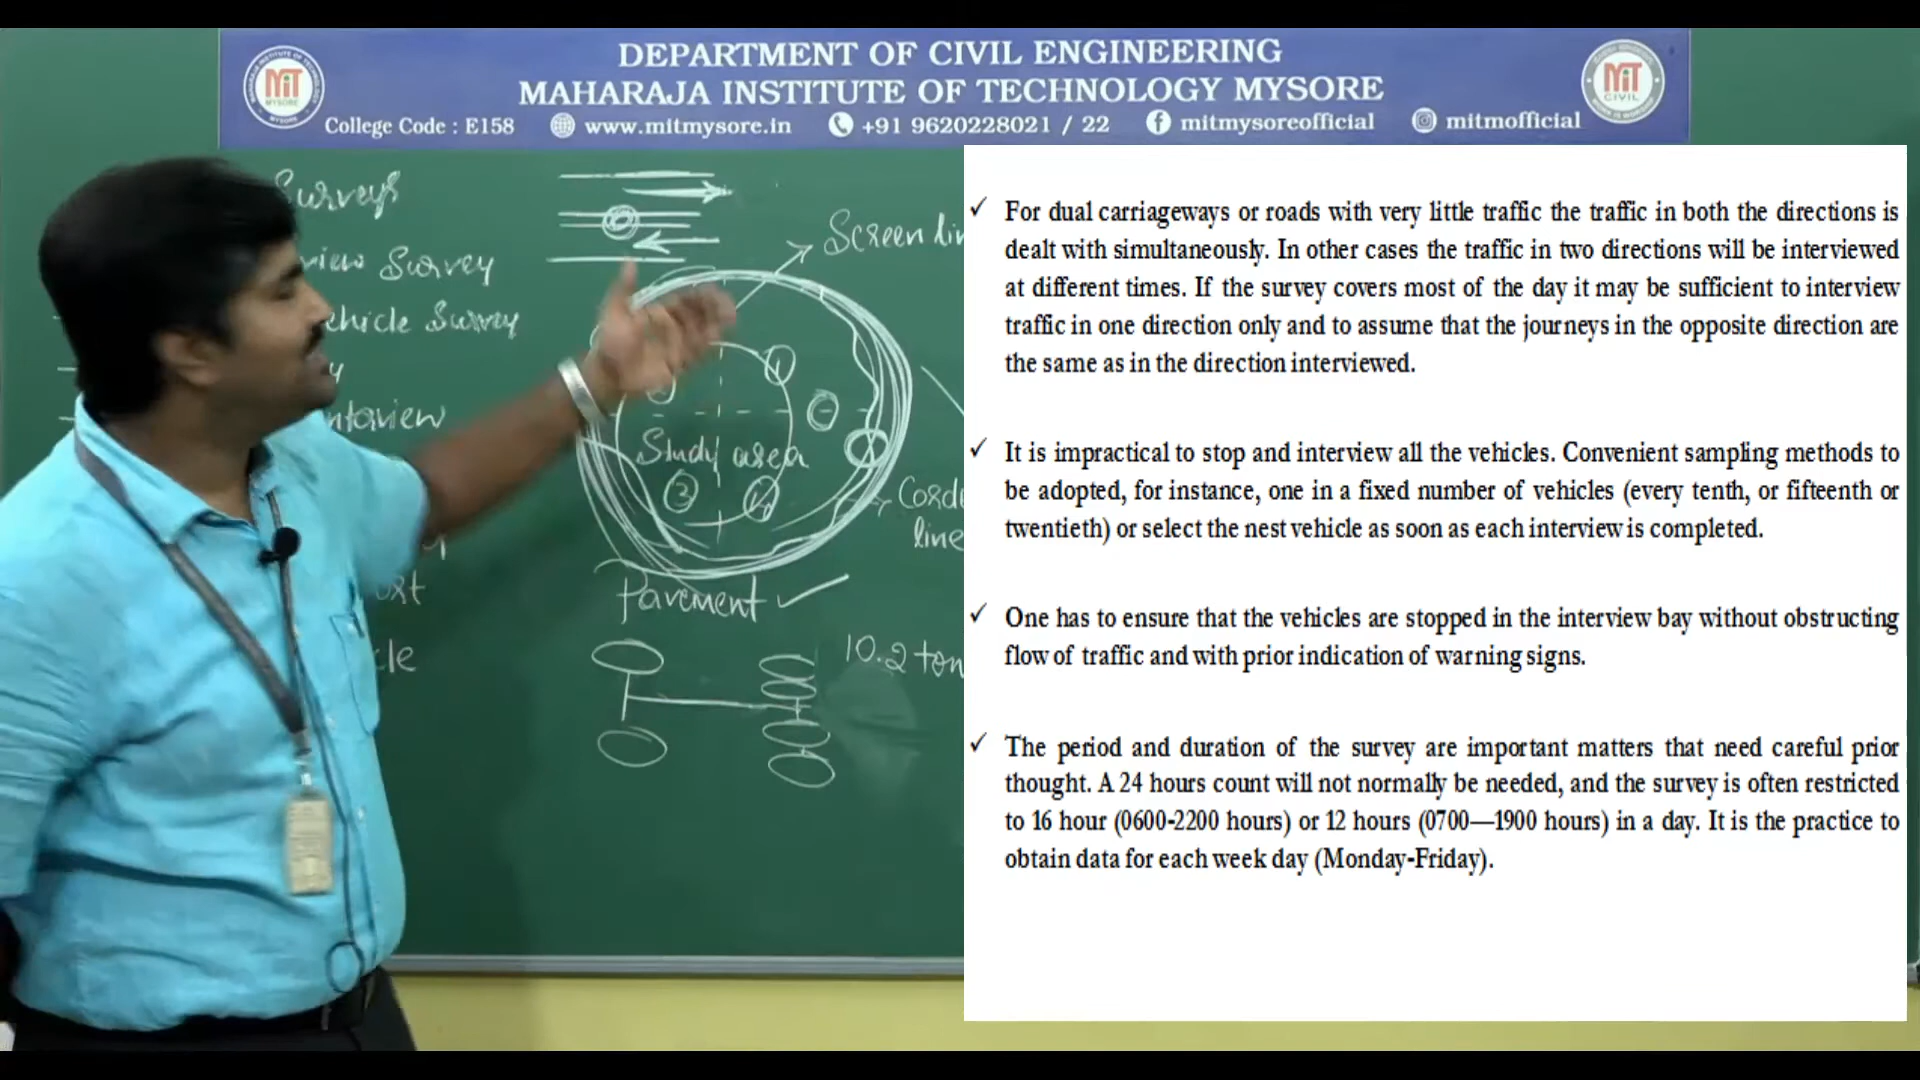 DEPARTMENT OF CIVIL ENGINEERING
MAHARAJA INSTITUTE OF TECHNOLOGY MYSORE
College Code : E158 www.mitmysore.in +91 9620228021 / 22 mitmysoreofficial mitmofficial
MiT
MYSORE
MiT
CIVIL
Surveys
Survey
ehicle Survey
Screen lin
1
Study area
3
Corde
line
Pavement
10.2 ton
✓ For dual carriageways or roads with very little traffic the traffic in both the directions is
dealt with simultaneously. In other cases the traffic in two directions will be interviewed
at different times. If the survey covers most of the day it may be sufficient to interview
traffic in one direction only and to assume that the journeys in the opposite direction are
the same as in the direction interviewed.
✓ It is impractical to stop and interview all the vehicles. Convenient sampling methods to
be adopted, for instance, one in a fixed number of vehicles (every tenth, or fifteenth or
twentieth) or select the nest vehicle as soon as each interview is completed.
✓ One has to ensure that the vehicles are stopped in the interview bay without obstructing
flow of traffic and with prior indication of warning signs.
✓ The period and duration of the survey are important matters that need careful prior
thought. A 24 hours count will not normally be needed, and the survey is often restricted
to 16 hour (0600-2200 hours) or 12 hours (0700—1900 hours) in a day. It is the practice to
obtain data for each week day (Monday-Friday).